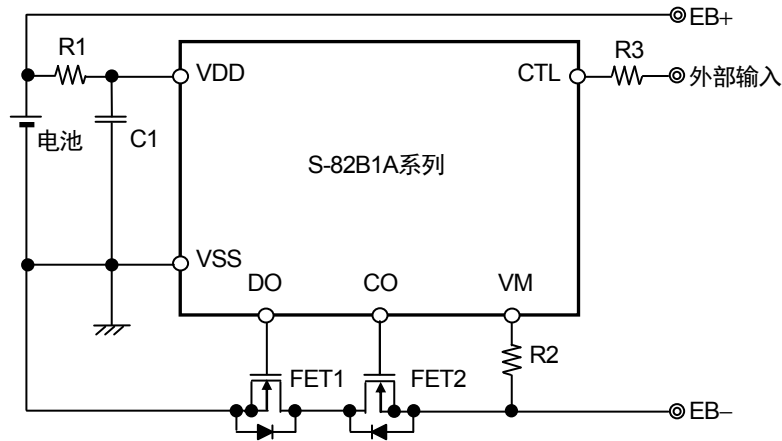 EB+
R1
R3
VDD
CTL
外部输入
电池
C1
S-82B1A系列
VSS
DO
CO
VM
R2
FET1
FET2
EB−